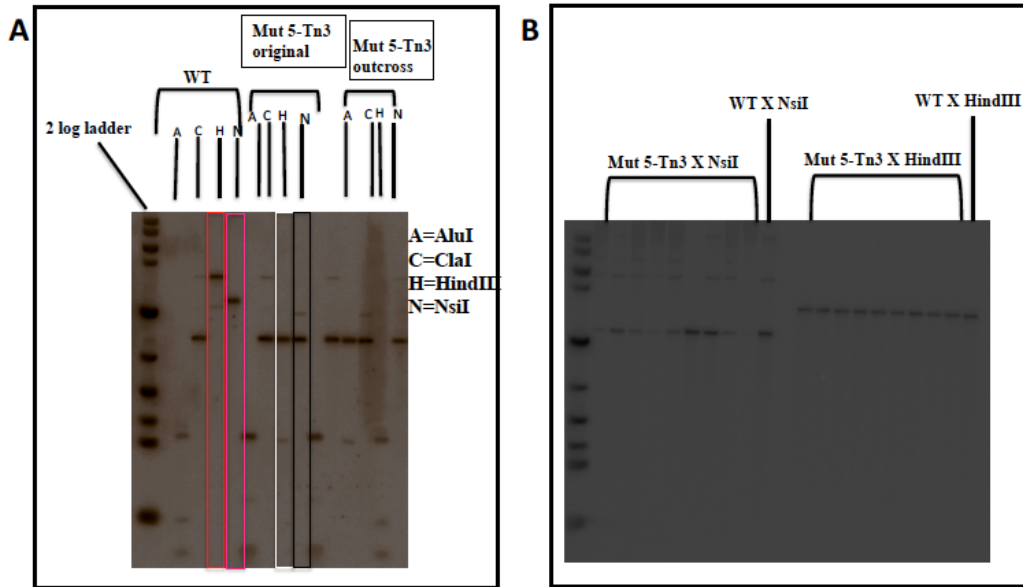 A
Mut 5-Tn3
original
Mut 5-Tn3
outcross
WT
2 log ladder
A C H N
A C H N
A C H N
A=AluI
C=ClaI
H=HindIII
N=NsiI
B
WT X NsiI
WT X HindIII
Mut 5-Tn3 X NsiI
Mut 5-Tn3 X HindIII